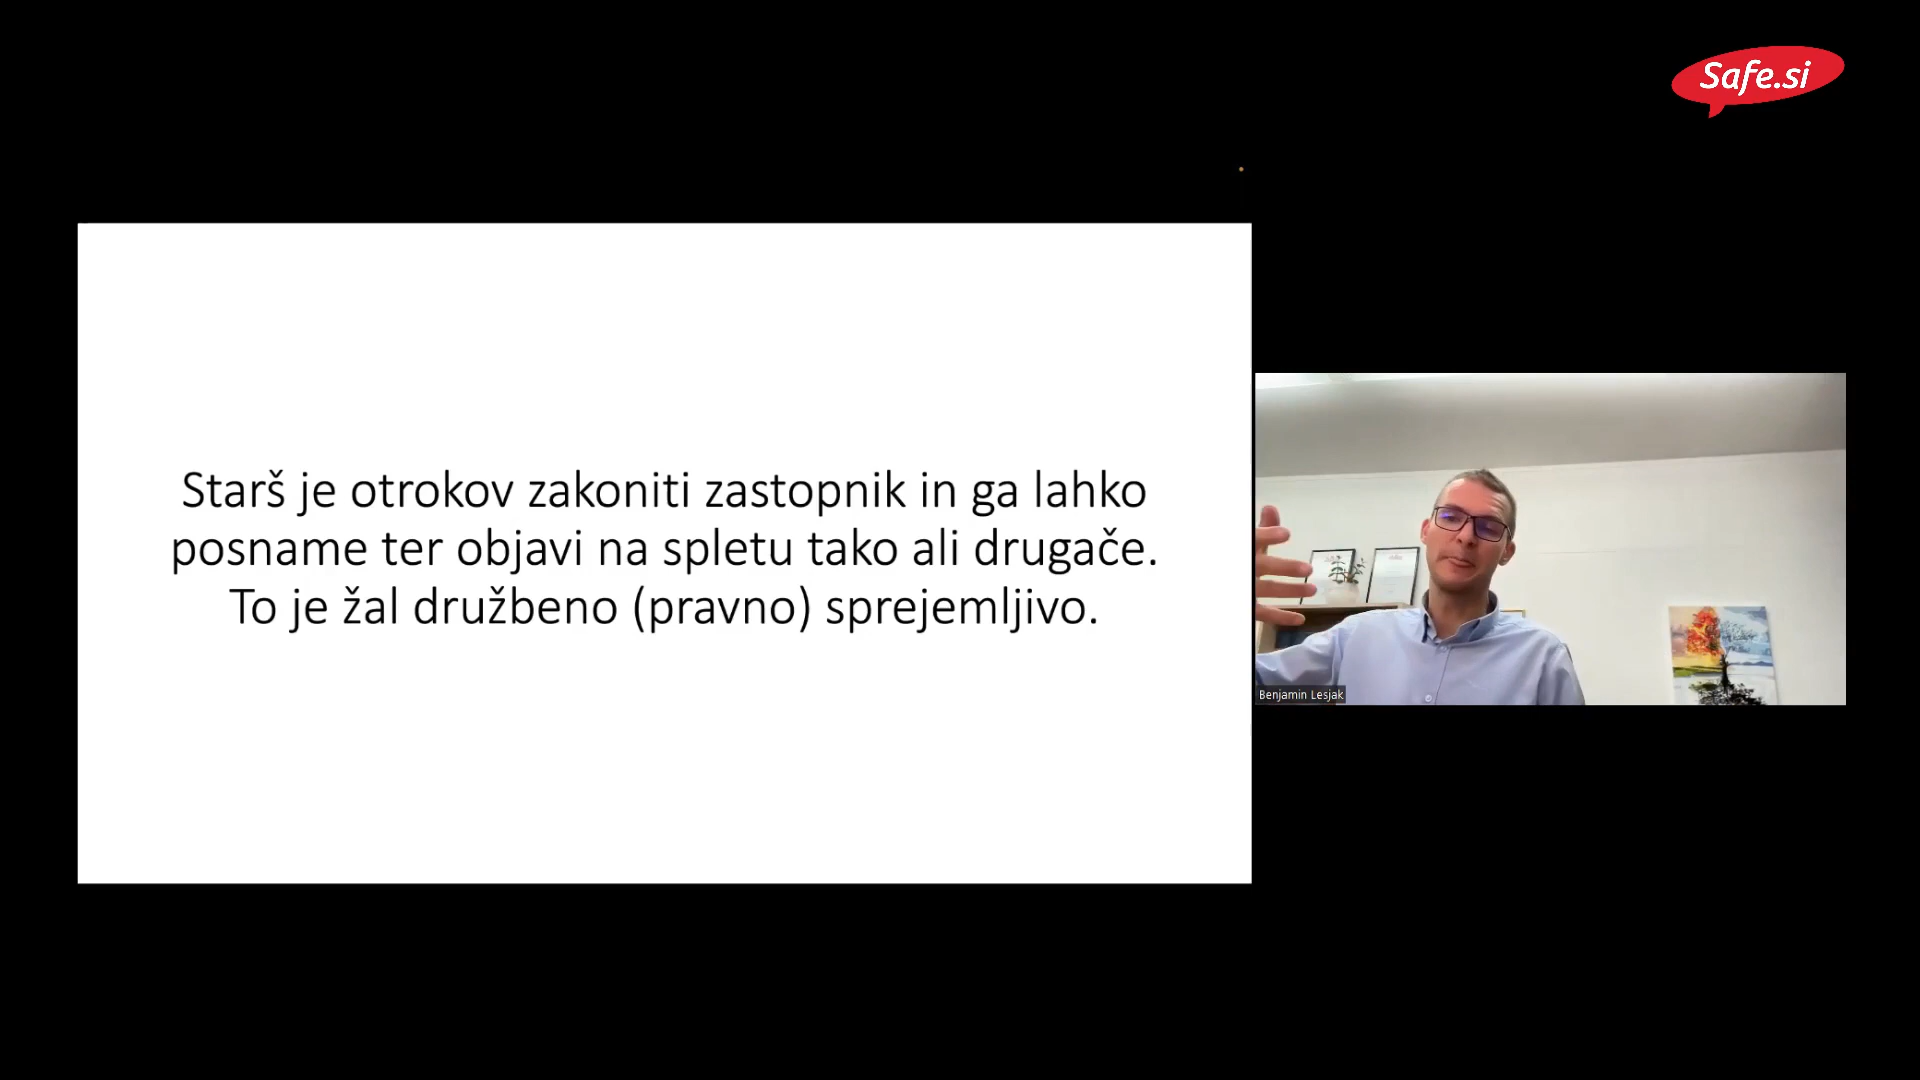 Safe.si
Starš je otrokov zakoniti zastopnik in ga lahko
posname ter objavi na spletu tako ali drugače.
To je žal družbeno (pravno) sprejemljivo.
Benjamin Lesjak